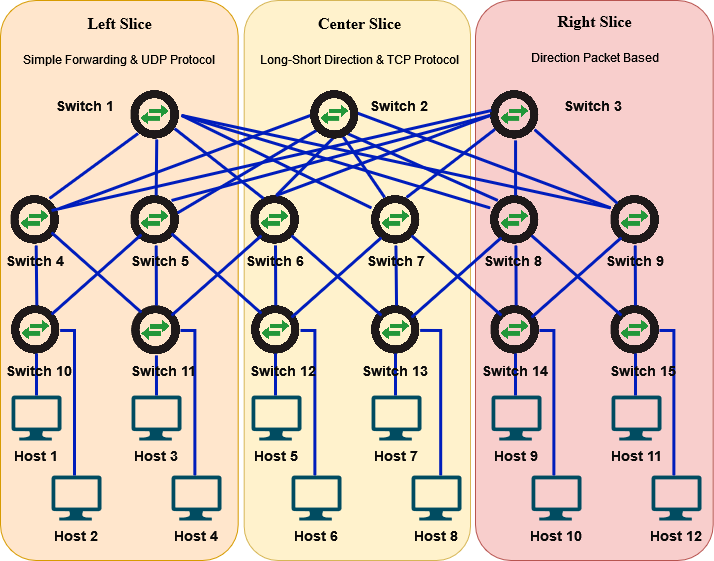 Left Slice
Center Slice
Right Slice
Simple Forwarding & UDP Protocol
Long-Short Direction & TCP Protocol
Direction Packet Based
Switch 1
Switch 2
Switch 3
Switch 4
Switch 5
Switch 6
Switch 7
Switch 8
Switch 9
Switch 10
Switch 11
Switch 12
Switch 13
Switch 14
Switch 15
Host 1
Host 3
Host 5
Host 7
Host 9
Host 11
Host 2
Host 4
Host 6
Host 8
Host 10
Host 12